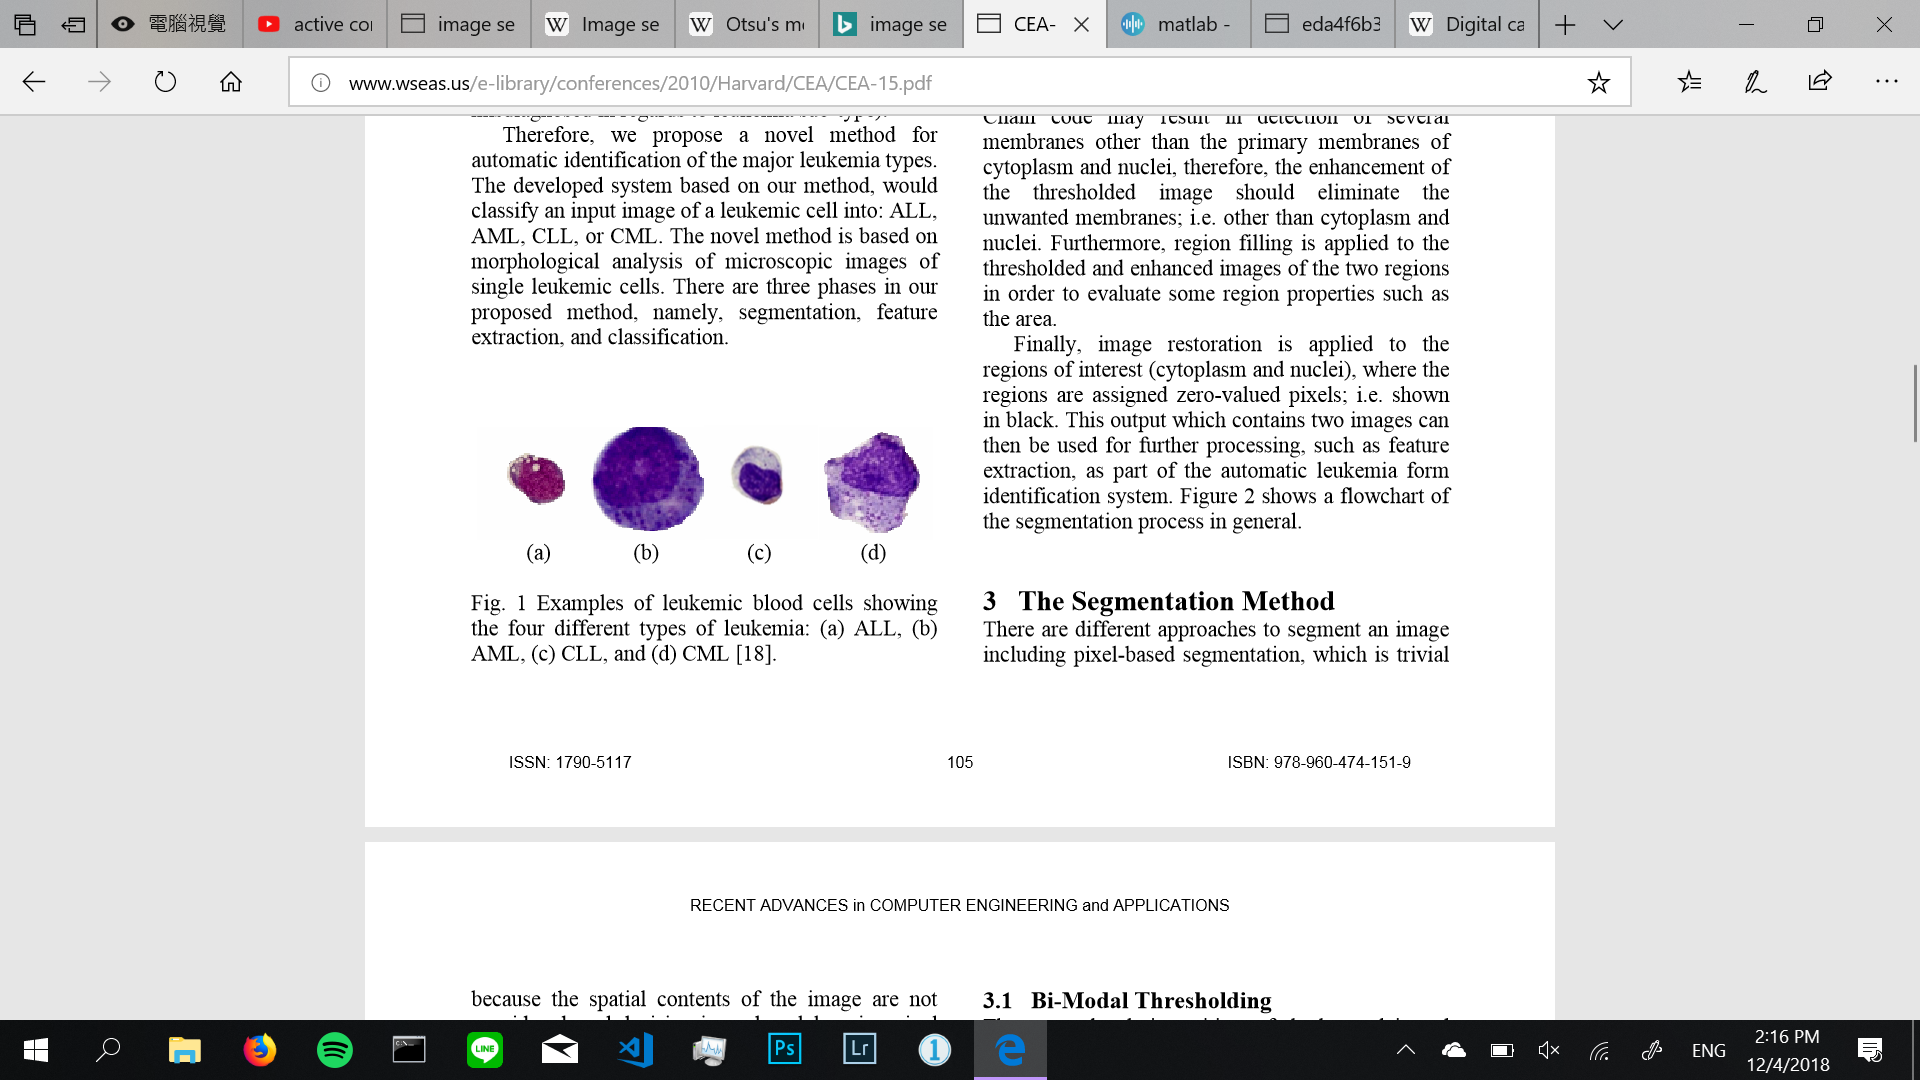 電腦視覺
active co
image se
Image se
Otsu's m
image se
CEA-
matlab -
eda4f6b3
Digital ca
www.wseas.us/e-library/conferences/2010/Harvard/CEA/CEA-15.pdf
Therefore, we propose a novel method for
automatic identification of the major leukemia types.
The developed system based on our method, would
classify an input image of a leukemic cell into: ALL,
AML, CLL, or CML. The novel method is based on
morphological analysis of microscopic images of
single leukemic cells. There are three phases in our
proposed method, namely, segmentation, feature
extraction, and classification.
(a) (b) (c) (d)
Fig. 1 Examples of leukemic blood cells showing
the four different types of leukemia: (a) ALL, (b)
AML, (c) CLL, and (d) CML [18].
Chain code may result in detection of several
membranes other than the primary membranes of
cytoplasm and nuclei, therefore, the enhancement of
the thresholded image should eliminate the
unwanted membranes; i.e. other than cytoplasm and
nuclei. Furthermore, region filling is applied to the
thresholded and enhanced images of the two regions
in order to evaluate some region properties such as
the area.
Finally, image restoration is applied to the
regions of interest (cytoplasm and nuclei), where the
regions are assigned zero-valued pixels; i.e. shown
in black. This output which contains two images can
then be used for further processing, such as feature
extraction, as part of the automatic leukemia form
identification system. Figure 2 shows a flowchart of
the segmentation process in general.
3 The Segmentation Method
There are different approaches to segment an image
including pixel-based segmentation, which is trivial
ISSN: 1790-5117
105
ISBN: 978-960-474-151-9
RECENT ADVANCES in COMPUTER ENGINEERING and APPLICATIONS
because the spatial contents of the image are not
3.1 Bi-Modal Thresholding
LINE
Ps
Lr
1
ENG
2:16 PM
12/4/2018